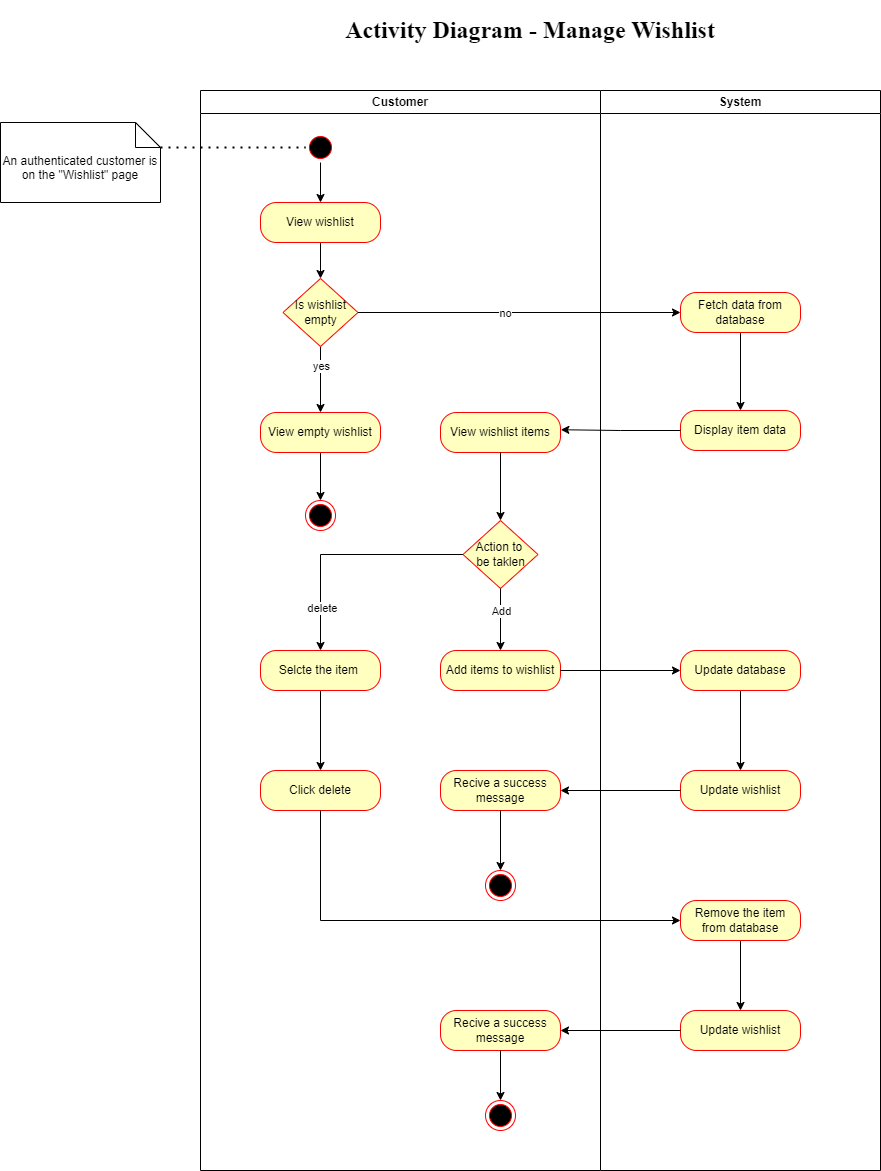 Activity Diagram - Manage Wishlist
Customer
System
An authenticated customer is
on the "Wishlist" page
View wishlist
Is wishlist
empty
no
Fetch data from
database
yes
View empty wishlist
View wishlist items
Display item data
Action to
be taklen
delete
Add
Selcte the item
Add items to wishlist
Update database
Click delete
Recive a success
message
Update wishlist
Remove the item
from database
Recive a success
message
Update wishlist